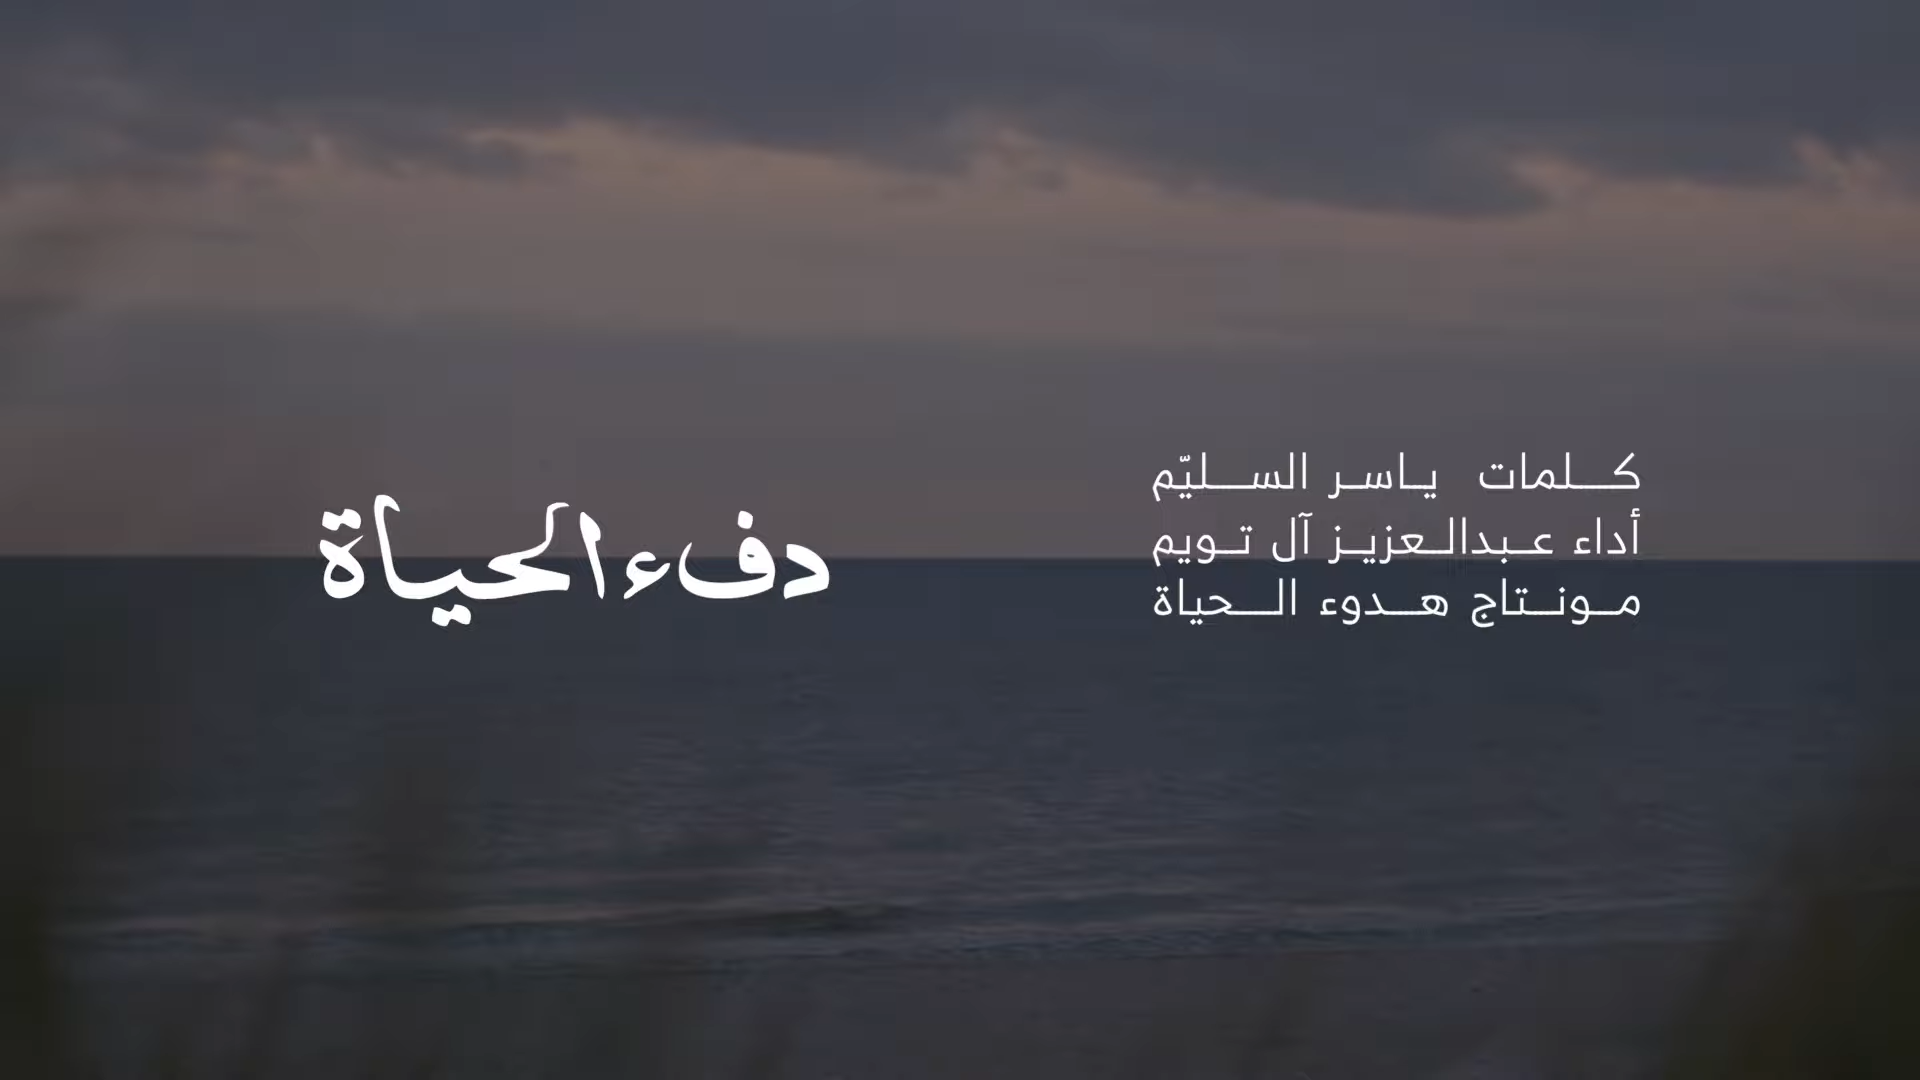 كلمات ياسر السليّم
أداء عبدالعزيز آل تويم
مونتاج هدوء الحياة
دفء الحياة